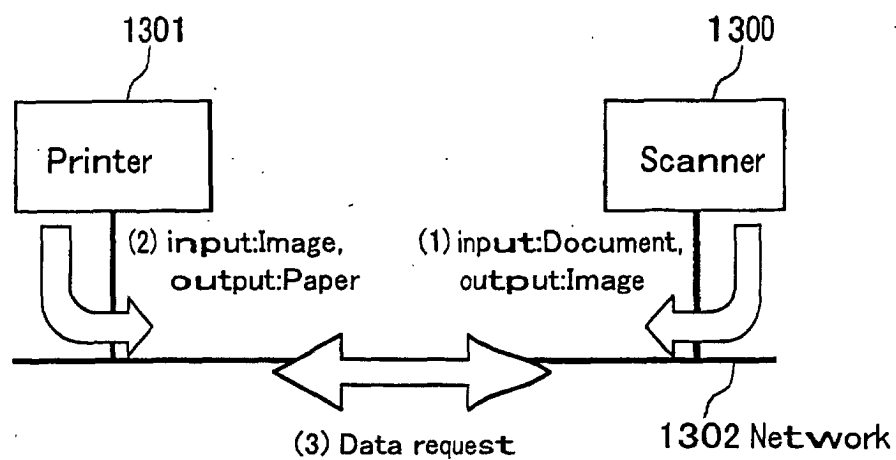 1301
1300
Printer
Scanner
(2) input:Image,
output:Paper
(1) input:Document,
output:Image
(3) Data request
1302 Network